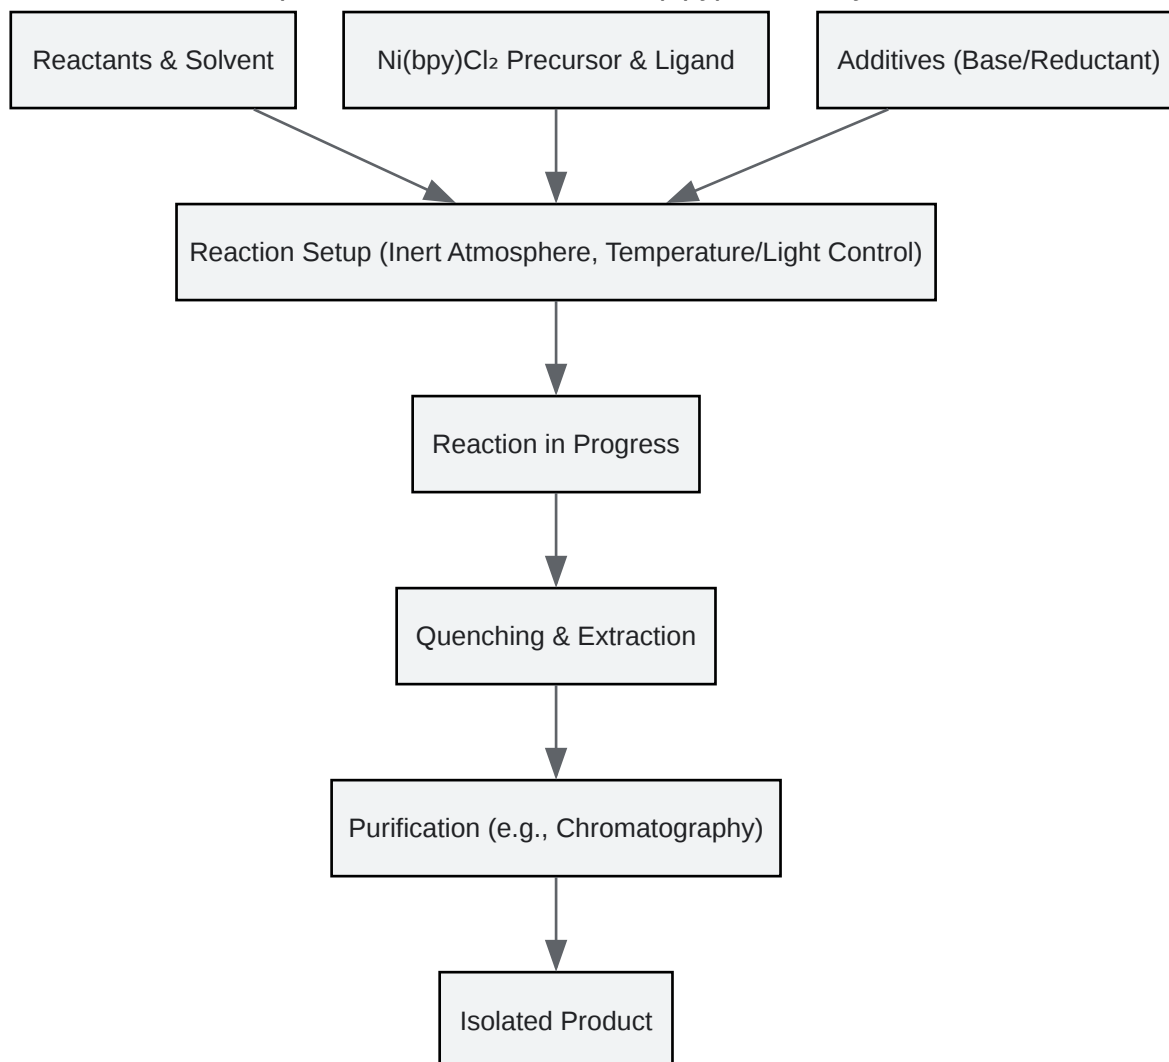 Reactants & Solvent
Ni(bpy)Cl₂ Precursor & Ligand
Additives (Base/Reductant)
Reaction Setup (Inert Atmosphere, Temperature/Light Control)
Reaction in Progress
Quenching & Extraction
Purification (e.g., Chromatography)
Isolated Product